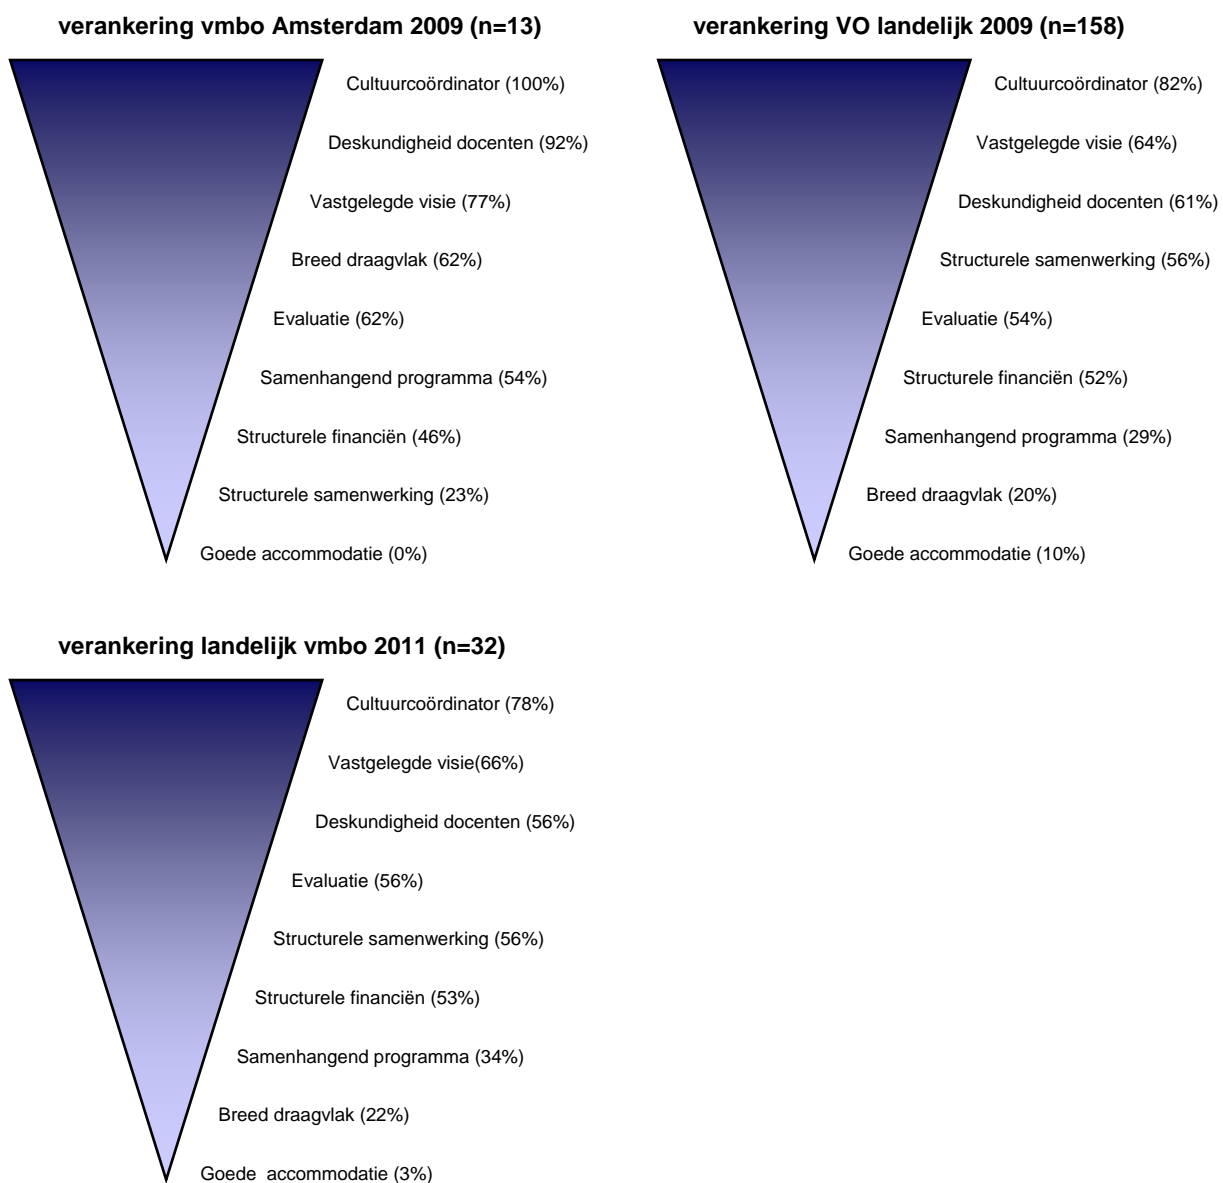 verankering vmbo Amsterdam 2009 (n=13)
Cultuurcoördinator (100%)
Deskundigheid docenten (92%)
Vastgelegde visie (77%)
Breed draagvlak (62%)
Evaluatie (62%)
Samenhangend programma (54%)
Structurele financiën (46%)
Structurele samenwerking (23%)
Goede accommodatie (0%)
verankering VO landelijk 2009 (n=158)
Cultuurcoördinator (82%)
Vastgelegde visie (64%)
Deskundigheid docenten (61%)
Structurele samenwerking (56%)
Evaluatie (54%)
Structurele financiën (52%)
Samenhangend programma (29%)
Breed draagvlak (20%)
Goede accommodatie (10%)
verankering landelijk vmbo 2011 (n=32)
Cultuurcoördinator (78%)
Vastgelegde visie(66%)
Deskundigheid docenten (56%)
Evaluatie (56%)
Structurele samenwerking (56%)
Structurele financiën (53%)
Samenhangend programma (34%)
Breed draagvlak (22%)
Goede  accommodatie (3%)